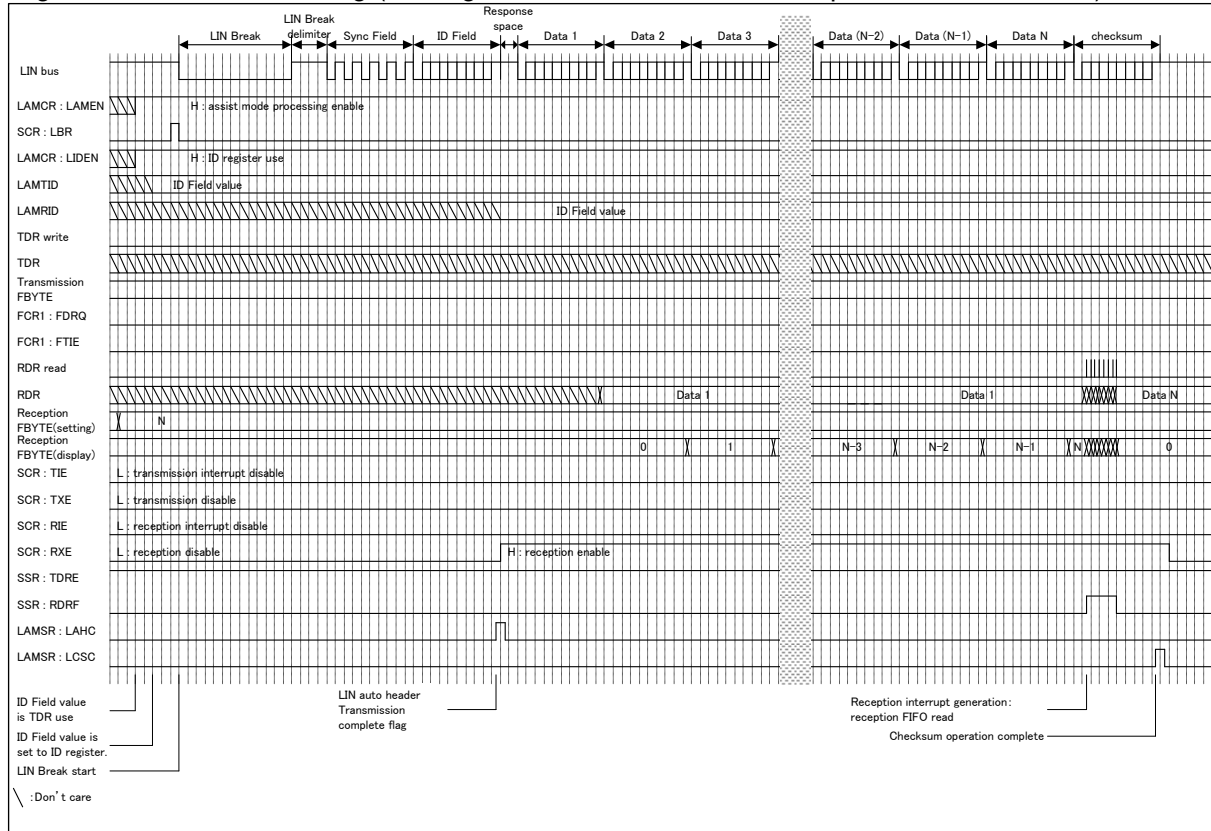 Response
LIN Break
space
delimiter
LIN Break Sync Field ID Field Data 1 Data 2 Data 3 Data (N-2) Data (N-1) Data N checksum
LIN bus
LAMCR : LAMEN H : assist mode processing enable
SCR : LBR
LAMCR : LIDEN H : ID register use
LAMTID ID Field value
LAMRID ID Field value
TDR write
TDR
Transmission
FBYTE
FCR1 : FDRQ
FCR1 : FTIE
RDR read
RDR Data 1 Data 1 Data N
Reception
FBYTE(setting) N
Reception
FBYTE(display) 0 1 N-3 N-2 N-1 N 0
SCR : TIE L : transmission interrupt disable
SCR : TXE L : transmission disable
SCR : RIE L : reception interrupt disable
SCR : RXE L : reception disable H : reception enable
SSR : TDRE
SSR : RDRF
LAMSR : LAHC
LAMSR : LCSC
ID Field value
is TDR use
LIN auto header
Transmission
complete flag
Reception interrupt generation:
reception FIFO read
ID Field value is
set to ID register.
Checksum operation complete
LIN Break start
\ :Don't care